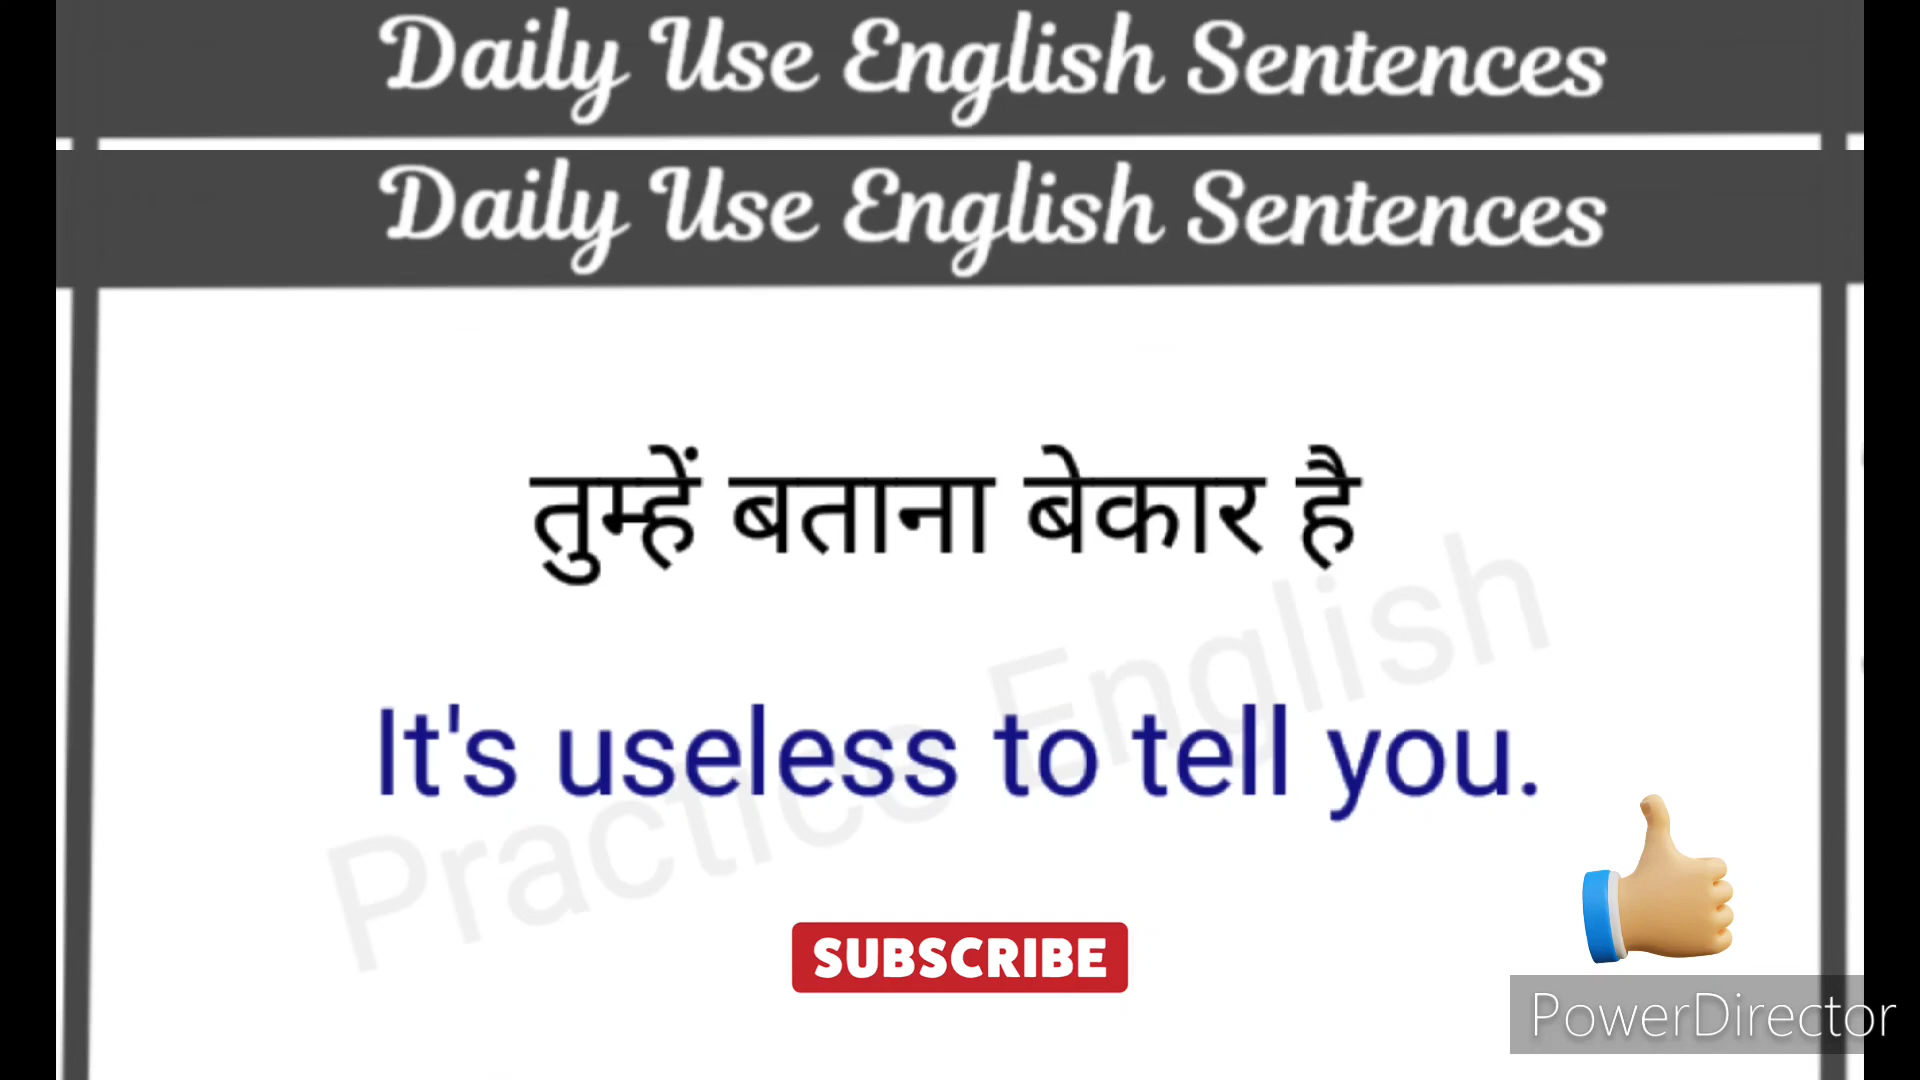 Daily Use English Sentences
Daily Use English Sentences
तुम्हें बताना बेकार है
It's useless to tell you.
Practice English
SUBSCRIBE
PowerDirector